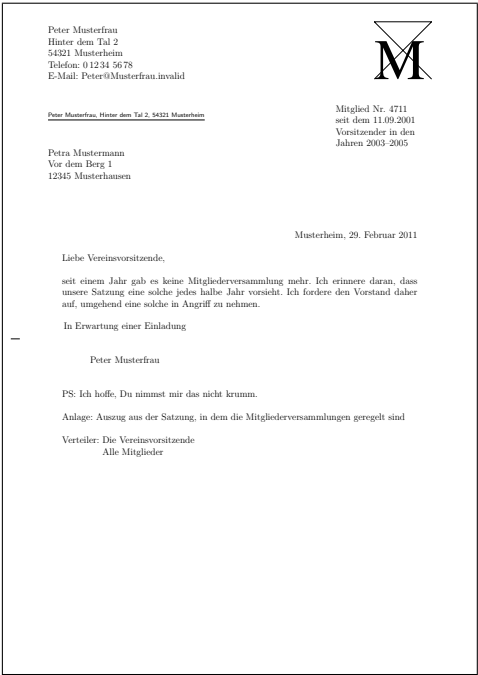 Peter Musterfrau
Hinter dem Tal 2
54321 Musterheim
Telefon: 0 12 34 56 78
E-Mail: Peter@Musterfrau.invalid
M
Peter Musterfrau, Hinter dem Tal 2, 54321 Musterheim
Mitglied Nr. 4711
seit dem 11.09.2001
Vorsitzender in den
Jahren 2003–2005
Petra Mustermann
Vor dem Berg 1
12345 Musterhausen
Musterheim, 29. Februar 2011
Liebe Vereinsvorsitzende,
seit einem Jahr gab es keine Mitgliederversammlung mehr. Ich erinnere daran, dass
unsere Satzung eine solche jedes halbe Jahr vorsieht. Ich fordere den Vorstand daher
auf, umgehend eine solche in Angriff zu nehmen.
In Erwartung einer Einladung
Peter Musterfrau
PS: Ich hoffe, Du nimmst mir das nicht krumm.
Anlage: Auszug aus der Satzung, in dem die Mitgliederversammlungen geregelt sind
Verteiler: Die Vereinsvorsitzende
Alle Mitglieder